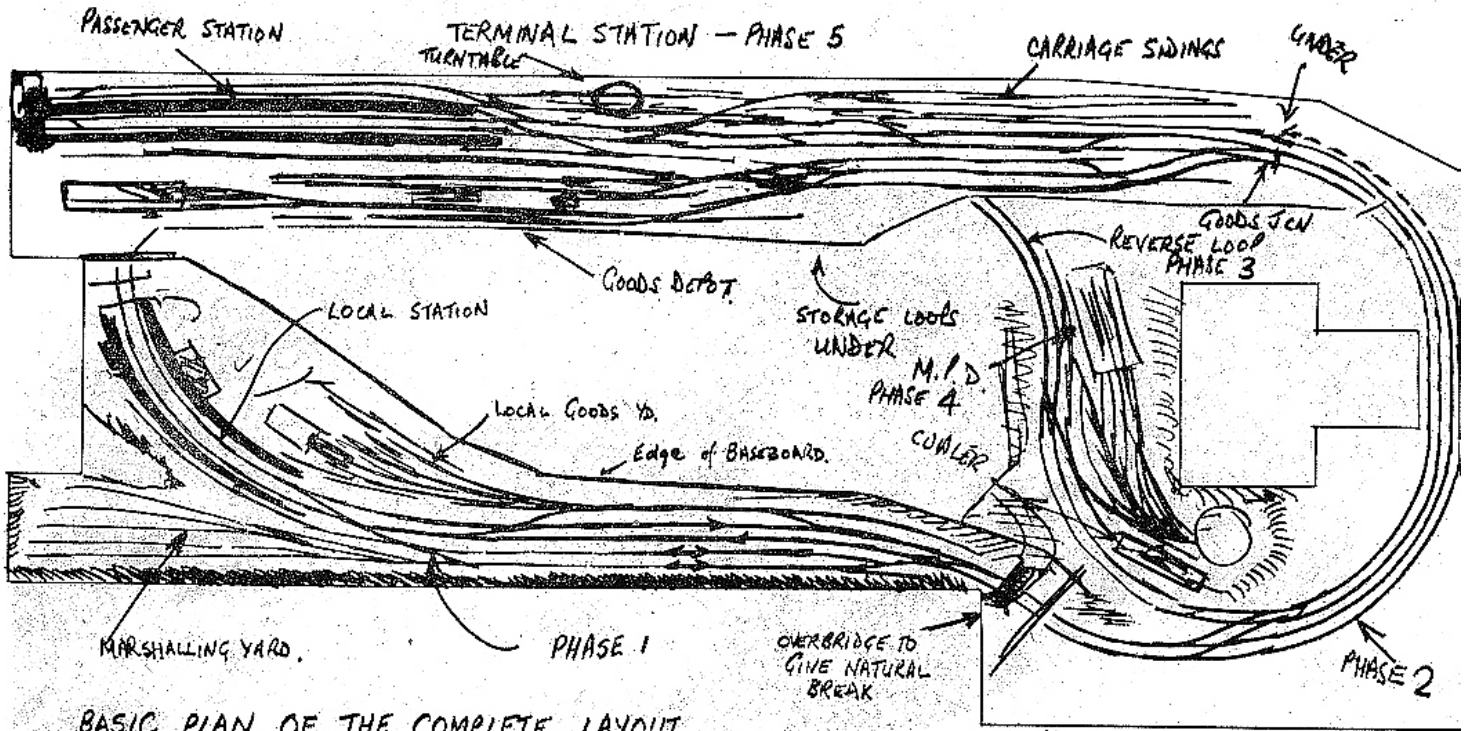 PASSENGER STATION
TERMINAL STATION — PHASE 5
TURNTABLE
CARRIAGE SIDINGS
UNDER
GOODS JCN
REVERSE LOOP
PHASE 3
GOODS DEPOT.
LOCAL STATION
STORAGE LOOPS
UNDER
M.P.D.
PHASE 4
LOCAL GOODS YD.
COALER
Edge of BASEBOARD.
MARSHALLING YARD.
PHASE 1
OVERBRIDGE TO
GIVE NATURAL
BREAK
PHASE 2
BASIC PLAN OF THE COMPLETE LAYOUT